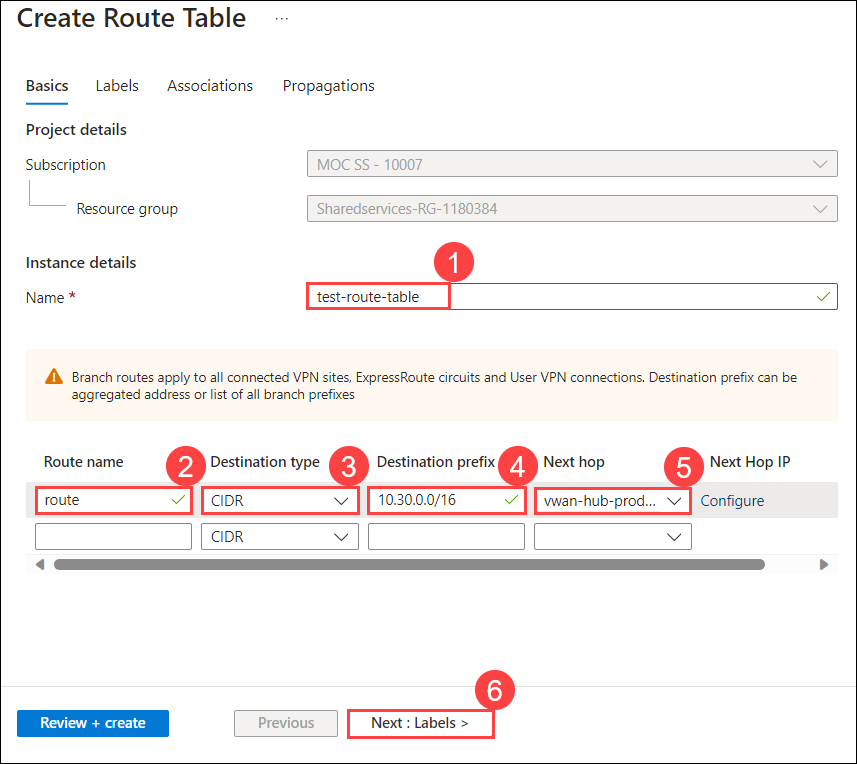 Create Route Table ...
Basics Labels Associations Propagations
Project details
Subscription MOC SS - 10007
Resource group Sharedservices-RG-1180384
Instance details
1
Name * test-route-table
Branch routes apply to all connected VPN sites, ExpressRoute circuits and User VPN connections. Destination prefix can be
aggregated address or list of all branch prefixes
Route name 2 Destination type 3 Destination prefix 4 Next hop 5 Next Hop IP
route CIDR 10.30.0.0/16 vwan-hub-prod... Configure
CIDR
6
Review + create Previous Next : Labels >